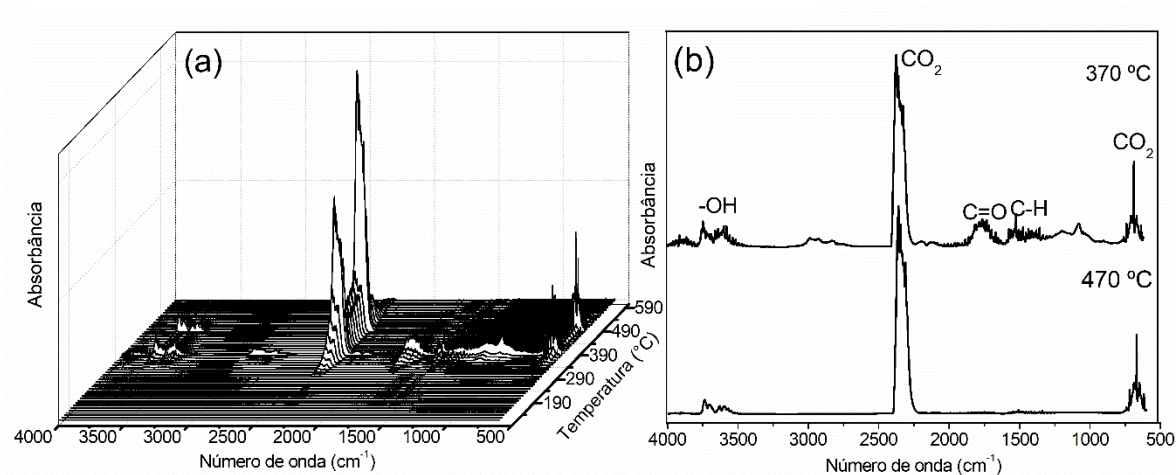 (a)
Absorbância
4000 3500 3000 2500 2000 1500 1000 500
Número de onda (cm⁻¹)
190 290 390 490 590
Temperatura (°C)
(b)
Absorbância
370 ºC
CO₂
-OH
C=O
C-H
CO₂
470 ºC
4000 3500 3000 2500 2000 1500 1000 500
Número de onda (cm⁻¹)